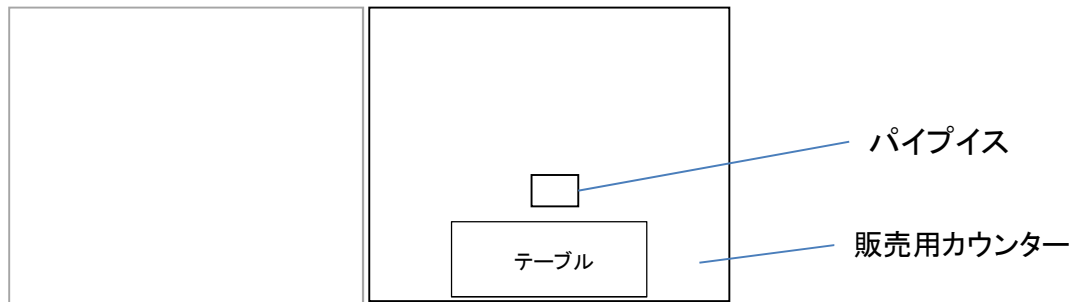 パイプイス
販売用カウンター
テーブル